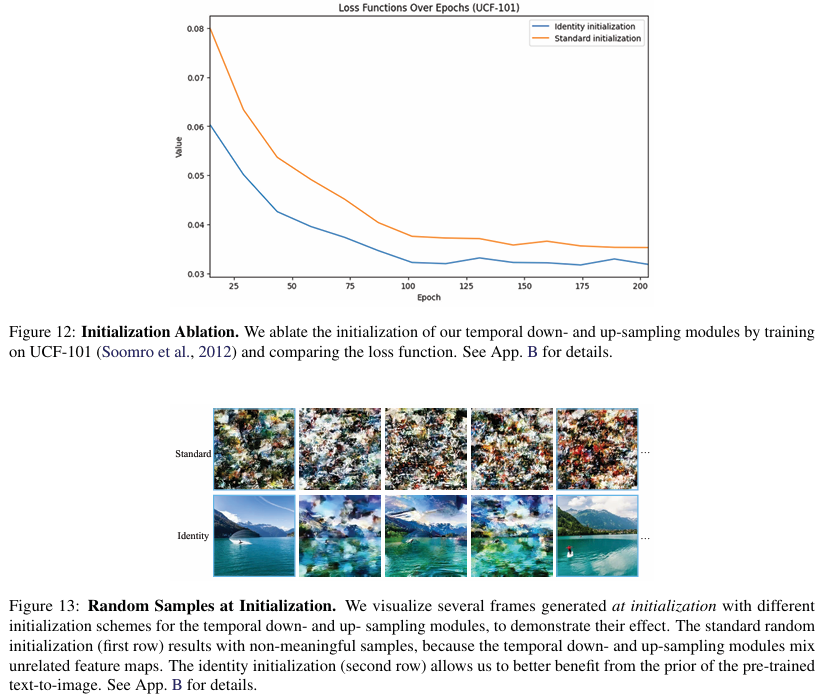 Loss Functions Over Epochs (UCF-101)
Identity initialization
Standard initialization
0.08
0.07
0.06
0.05
0.04
0.03
Value
25
50
75
100
125
150
175
200
Epoch
Figure 12: Initialization Ablation. We ablate the initialization of our temporal down- and up-sampling modules by training
on UCF-101 (Soomro et al., 2012) and comparing the loss function. See App. B for details.
Standard
...
Identity
...
Figure 13: Random Samples at Initialization. We visualize several frames generated at initialization with different
initialization schemes for the temporal down- and up- sampling modules, to demonstrate their effect. The standard random
initialization (first row) results with non-meaningful samples, because the temporal down- and up-sampling modules mix
unrelated feature maps. The identity initialization (second row) allows us to better benefit from the prior of the pre-trained
text-to-image. See App. B for details.